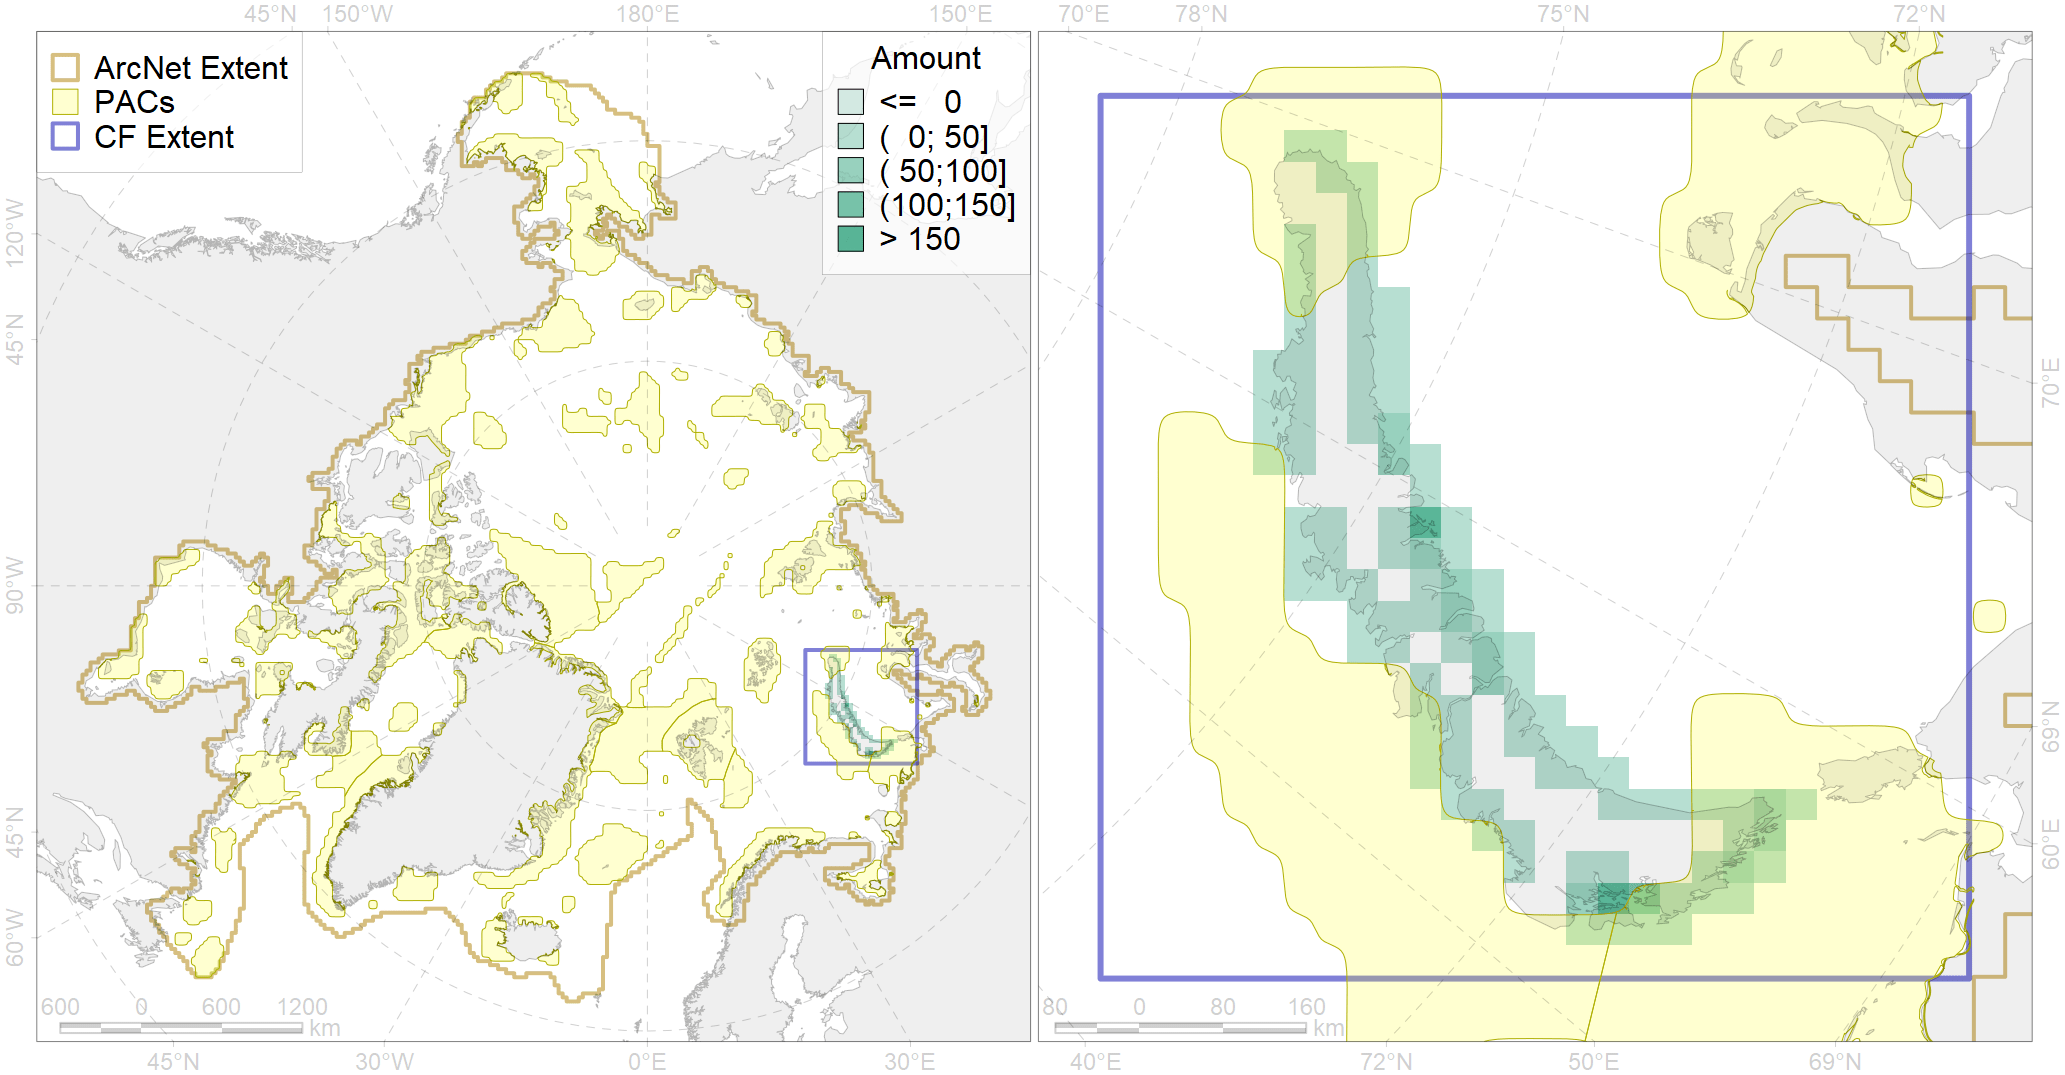 45°N 150°W 180°E 150°E 70°E 78°N 75°N 72°N
ArcNet Extent
PACs
CF Extent
Amount
<= 0
( 0; 50]
( 50;100]
(100;150]
> 150
120°W
45°N
90°W
45°N
60°W
70°E
69°N
60°E
600 0 600 1200
km
80 0 80 160
km
45°N 30°W 0°E 30°E 40°E 72°N 50°E 69°N